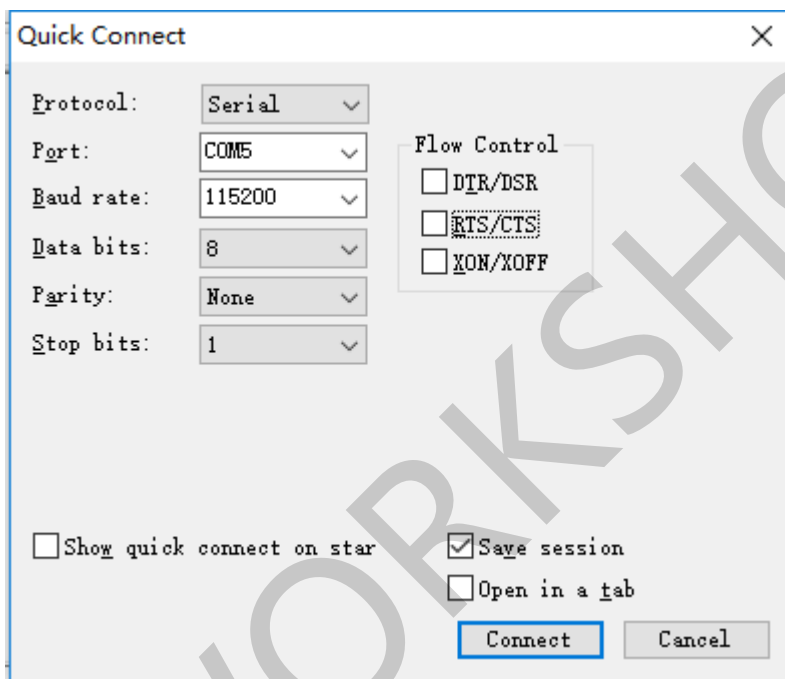 Quick Connect
Protocol: Serial
Port: COM5
Baud rate: 115200
Data bits: 8
Parity: None
Stop bits: 1
Flow Control
DTR/DSR
RTS/CTS
XON/XOFF
Show quick connect on star
Save session
Open in a tab
Connect Cancel
WORKSHO